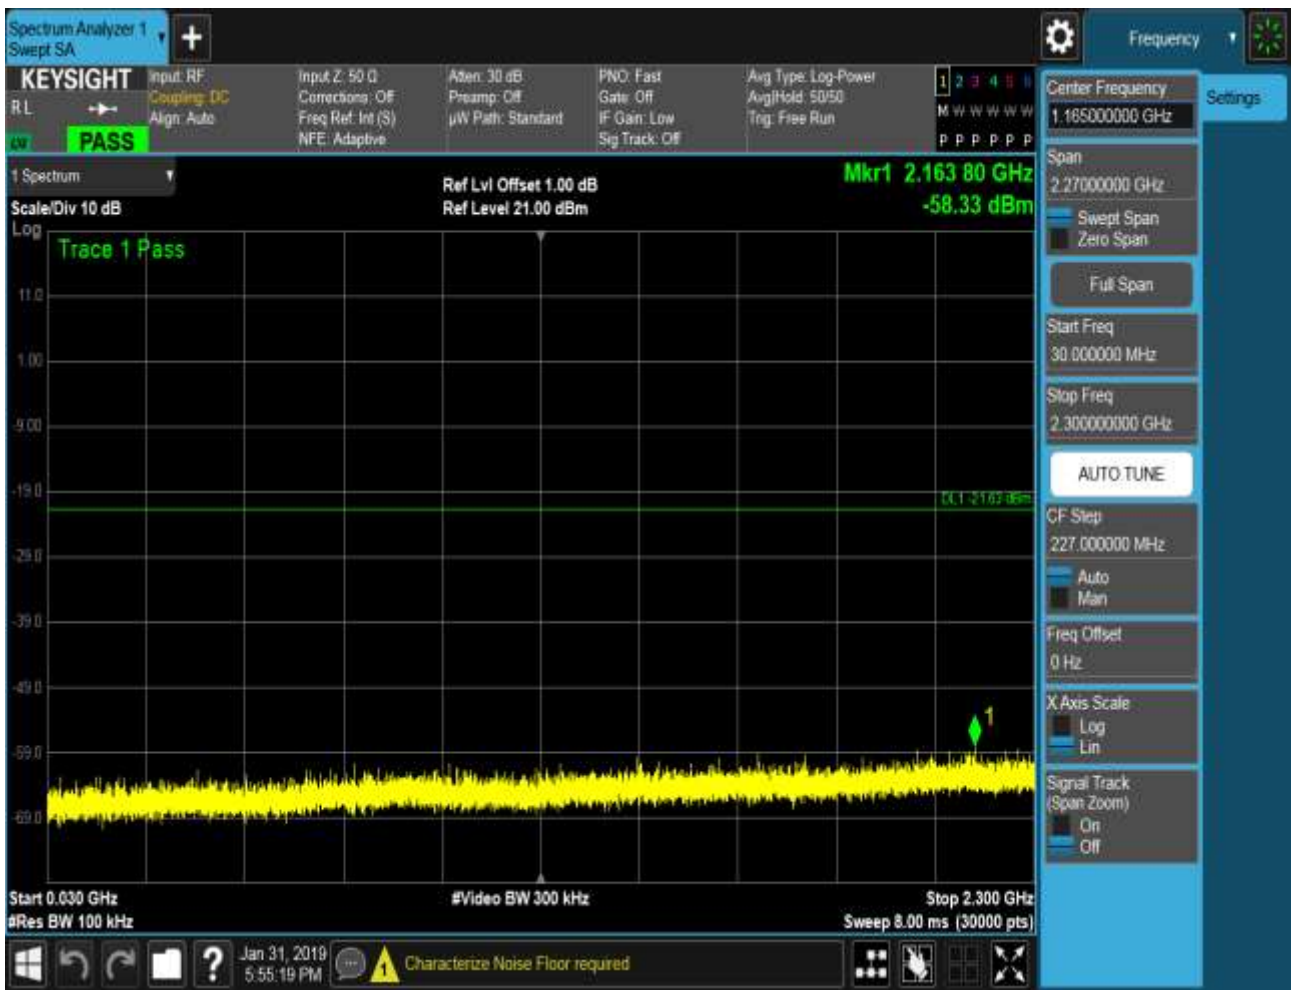 Spectrum Analyzer 1
Swept SA
+
Frequency
KEYSIGHT
R L
PASS
Input: RF
Coupling: DC
Align: Auto
Input Z: 50 Ω
Corrections: Off
Freq Ref: Int (S)
NFE: Adaptive
Atten: 30 dB
Preamp: Off
µW Path: Standard
PNO: Fast
Gate: Off
IF Gain: Low
Sig Track: Off
Avg Type: Log-Power
Avg|Hold: 50/50
Trig: Free Run
1 2 3 4 5 6
M W W W W W
P P P P P P
1 Spectrum
Scale/Div 10 dB
Log
Ref Lvl Offset 1.00 dB
Ref Level 21.00 dBm
Mkr1 2.163 80 GHz
-58.33 dBm
Trace 1 Pass
11.0
1.00
-9.00
-19.0
DL1 -21.63 dBm
-29.0
-39.0
-49.0
1
-59.0
-69.0
Start 0.030 GHz
#Res BW 100 kHz
#Video BW 300 kHz
Stop 2.300 GHz
Sweep 8.00 ms (30000 pts)
Jan 31, 2019
5:55:19 PM
?
1
Characterize Noise Floor required
Center Frequency
1.165000000 GHz
Settings
Span
2.27000000 GHz
Swept Span
Zero Span
Full Span
Start Freq
30.000000 MHz
Stop Freq
2.300000000 GHz
AUTO TUNE
CF Step
227.000000 MHz
Auto
Man
Freq Offset
0 Hz
X Axis Scale
Log
Lin
Signal Track
(Span Zoom)
On
Off